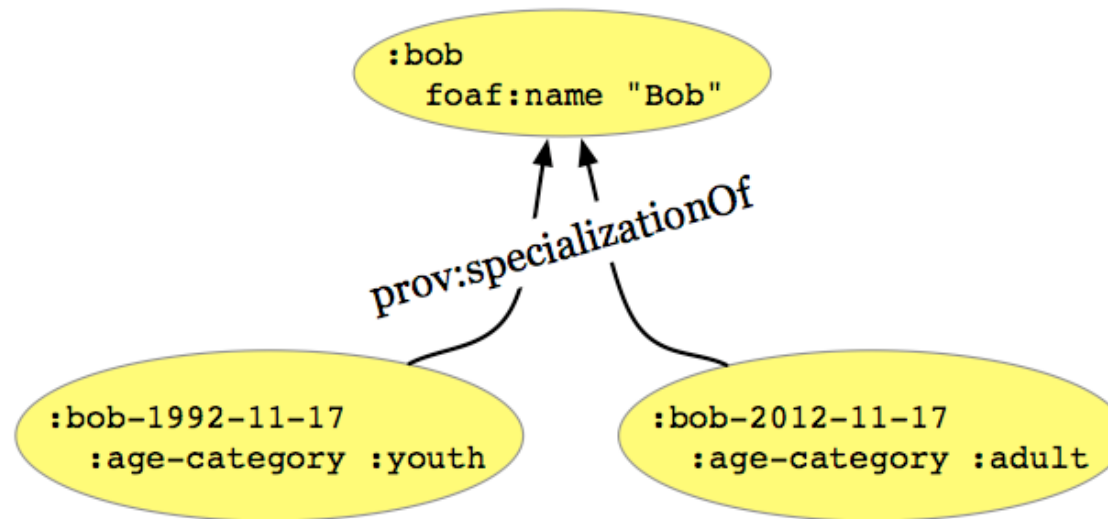 :bob
foaf:name "Bob"
prov:specializationOf
:bob-1992-11-17
:age-category :youth
:bob-2012-11-17
:age-category :adult